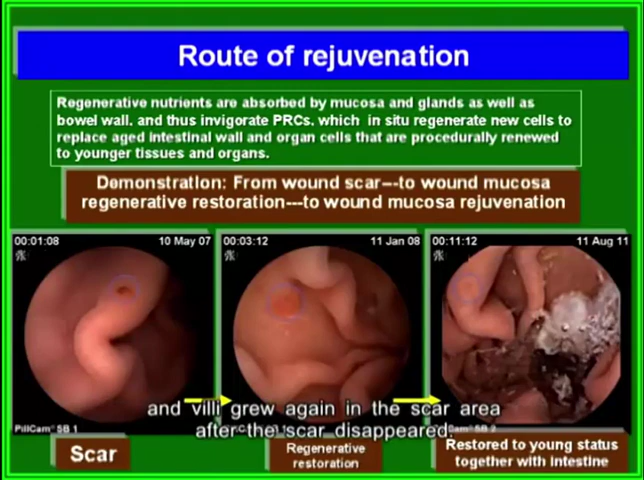 Route of rejuvenation
Regenerative nutrients are absorbed by mucosa and glands as well as
bowel wall. and thus invigorate PRCs. which in situ regenerate new cells to
replace aged intestinal wall and organ cells that are procedurally renewed
to younger tissues and organs.
Demonstration: From wound scar---to wound mucosa
regenerative restoration---to wound mucosa rejuvenation
00:01:08 10 May 07
00:03:12 11 Jan 08
00:11:12 11 Aug 11
and villi grew again in the scar area
after the scar disappeared.
PillCam SB 1
Scar
Regenerative
restoration
Restored to young status
together with intestine